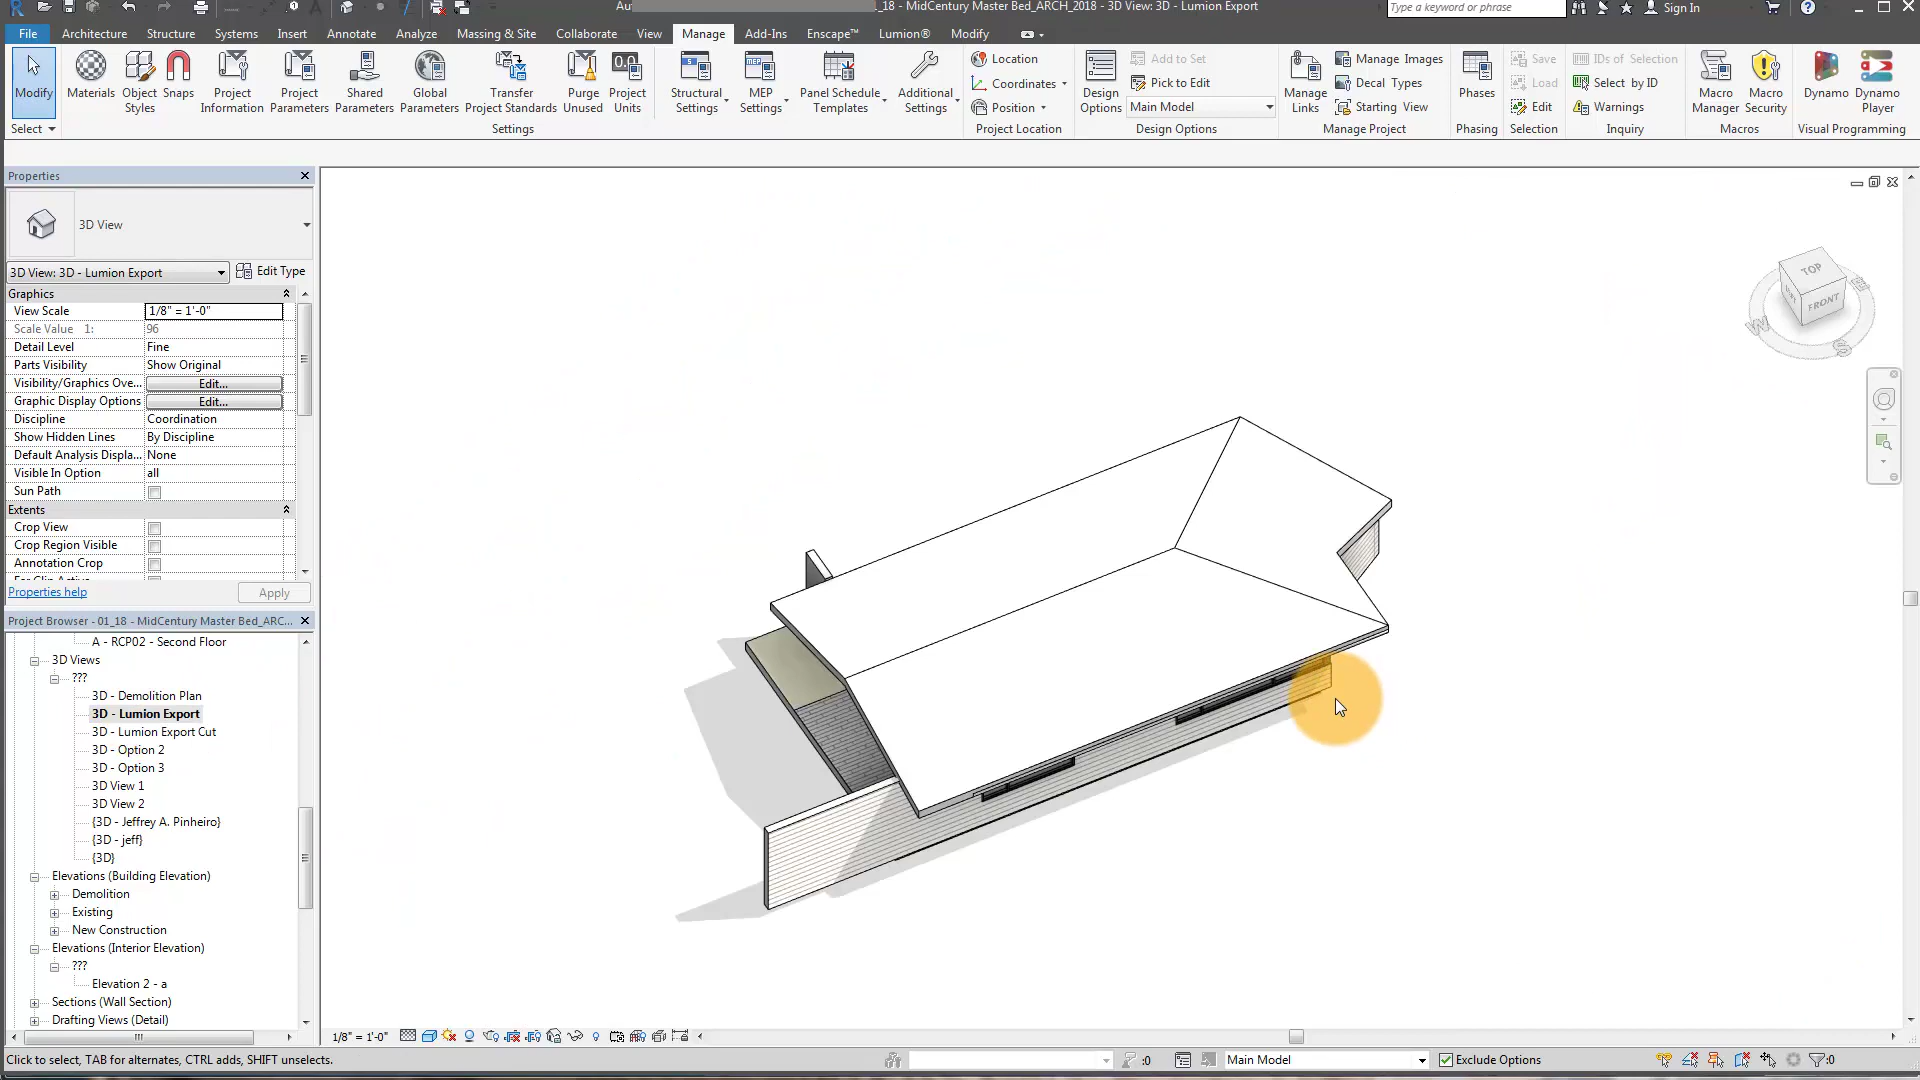 Au _18 - MidCentury Master Bed_ARCH_2018 - 3D View: 3D - Lumion Export
Type a keyword or phrase
Sign In
File Architecture Structure Systems Insert Annotate Analyze Massing & Site Collaborate View Manage Add-Ins Enscape™ Lumion® Modify
Modify
Materials
Object Styles
Snaps
Project Information
Project Parameters
Shared Parameters
Global Parameters
Transfer Project Standards
Purge Unused
Project Units
Structural Settings
MEP Settings
Panel Schedule Templates
Additional Settings
Location
Coordinates
Position
Design Options
Add to Set
Pick to Edit
Main Model
Manage Links
Manage Images
Decal Types
Starting View
Phases
Save
Load
Edit
IDs of Selection
Select by ID
Warnings
Macro Manager
Macro Security
Dynamo
Dynamo Player
Select Settings Project Location Design Options Manage Project Phasing Selection Inquiry Macros Visual Programming
Properties
3D View
3D View: 3D - Lumion Export
Edit Type
Graphics
View Scale 1/8" = 1'-0"
Scale Value 1: 96
Detail Level Fine
Parts Visibility Show Original
Visibility/Graphics Ove... Edit...
Graphic Display Options Edit...
Discipline Coordination
Show Hidden Lines By Discipline
Default Analysis Displa... None
Visible In Option all
Sun Path
Extents
Crop View
Crop Region Visible
Annotation Crop
Properties help
Apply
Project Browser - 01_18 - MidCentury Master Bed_ARC...
A - RCP02 - Second Floor
3D Views
???
3D - Demolition Plan
3D - Lumion Export
3D - Lumion Export Cut
3D - Option 2
3D - Option 3
3D View 1
3D View 2
{3D - Jeffrey A. Pinheiro}
{3D - jeff}
{3D}
Elevations (Building Elevation)
Demolition
Existing
New Construction
Elevations (Interior Elevation)
???
Elevation 2 - a
Sections (Wall Section)
Drafting Views (Detail)
TOP
FRONT
W
S
1/8" = 1'-0"
Click to select, TAB for alternates, CTRL adds, SHIFT unselects.
:0
Main Model
Exclude Options
:0